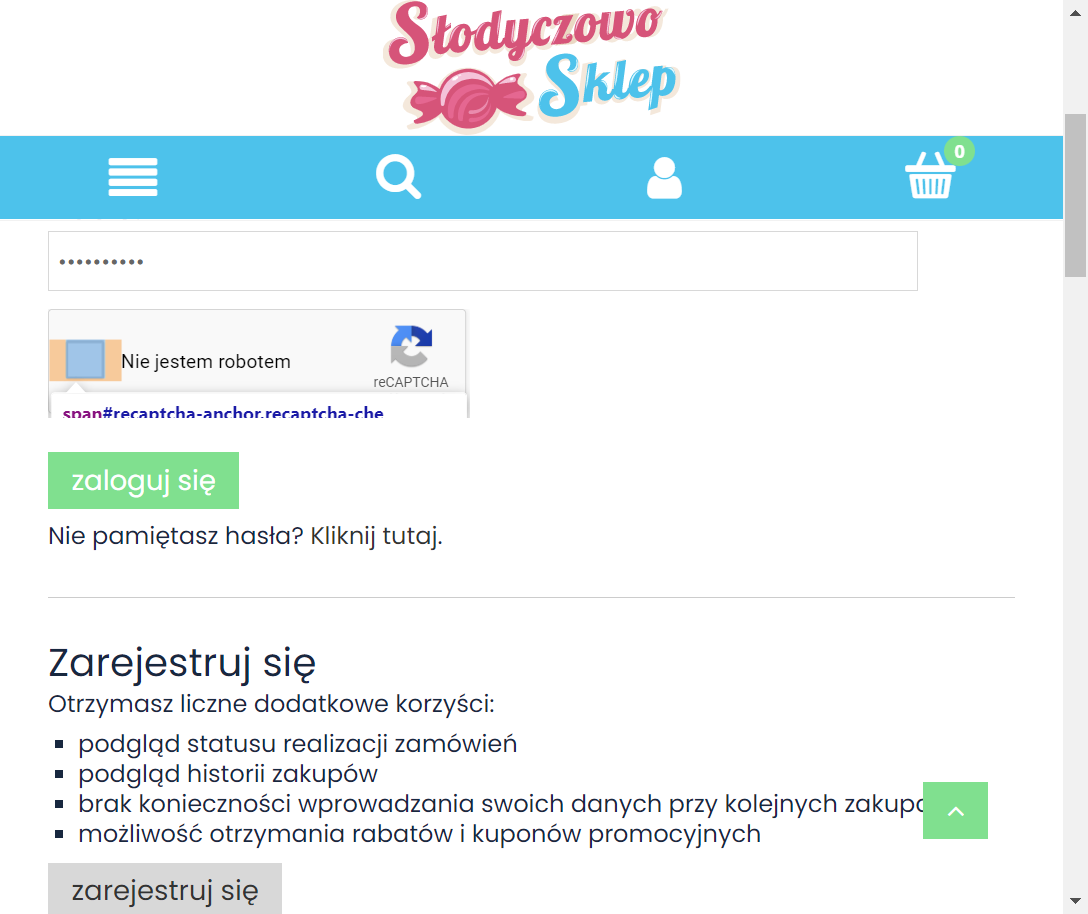 Słodyczowo
Sklep
0
••••••••••
Nie jestem robotem
reCAPTCHA
span#recaptcha-anchor.recaptcha-che
zaloguj się
Nie pamiętasz hasła? Kliknij tutaj.
Zarejestruj się
Otrzymasz liczne dodatkowe korzyści:
podgląd statusu realizacji zamówień
podgląd historii zakupów
brak konieczności wprowadzania swoich danych przy kolejnych zakupa
możliwość otrzymania rabatów i kuponów promocyjnych
zarejestruj się